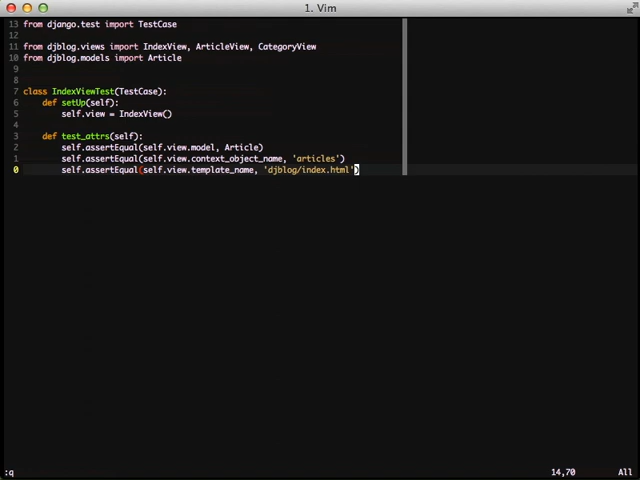 1. Vim
13 from django.test import TestCase
12
11 from djblog.views import IndexView, ArticleView, CategoryView
10 from djblog.models import Article
9
8
7 class IndexViewTest(TestCase):
6 def setUp(self):
5 self.view = IndexView()
4
3 def test_attrs(self):
2 self.assertEqual(self.view.model, Article)
1 self.assertEqual(self.view.context_object_name, 'articles')
0 self.assertEqual(self.view.template_name, 'djblog/index.html')
:q 14,70 All